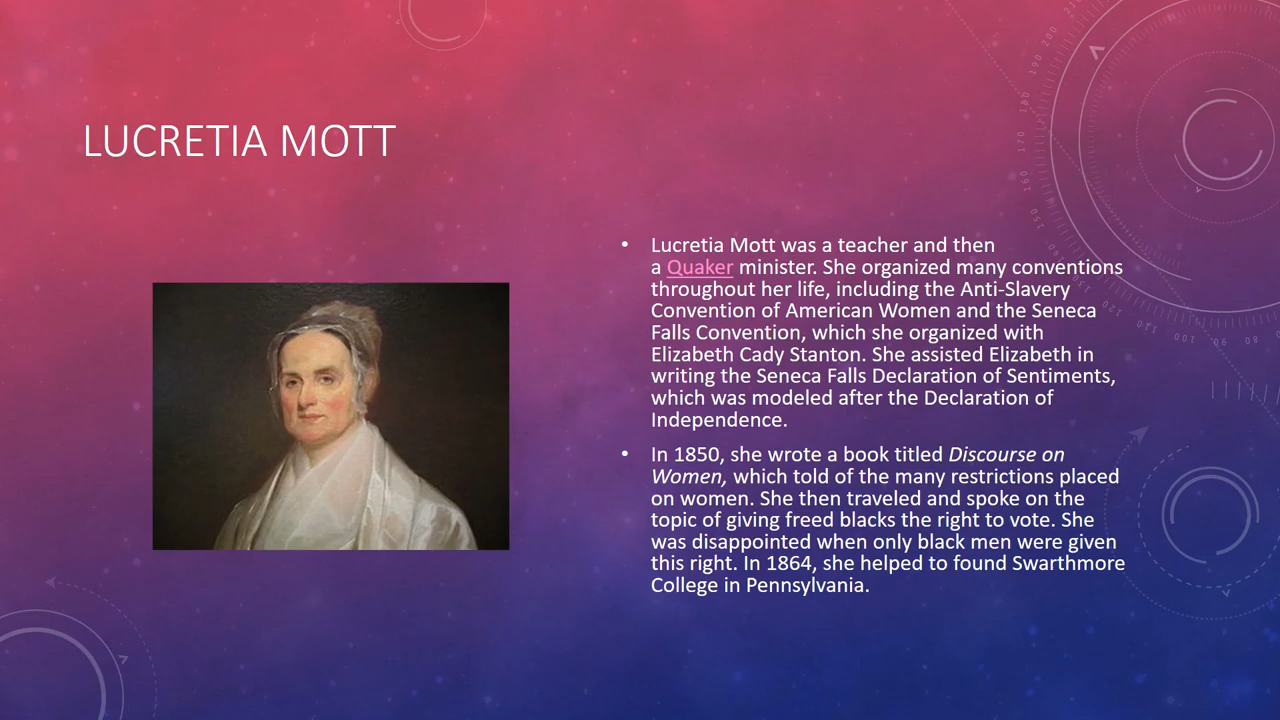 LUCRETIA MOTT
• Lucretia Mott was a teacher and then
a Quaker minister. She organized many conventions
throughout her life, including the Anti-Slavery
Convention of American Women and the Seneca
Falls Convention, which she organized with
Elizabeth Cady Stanton. She assisted Elizabeth in
writing the Seneca Falls Declaration of Sentiments,
which was modeled after the Declaration of
Independence.
• In 1850, she wrote a book titled Discourse on
Women, which told of the many restrictions placed
on women. She then traveled and spoke on the
topic of giving freed blacks the right to vote. She
was disappointed when only black men were given
this right. In 1864, she helped to found Swarthmore
College in Pennsylvania.